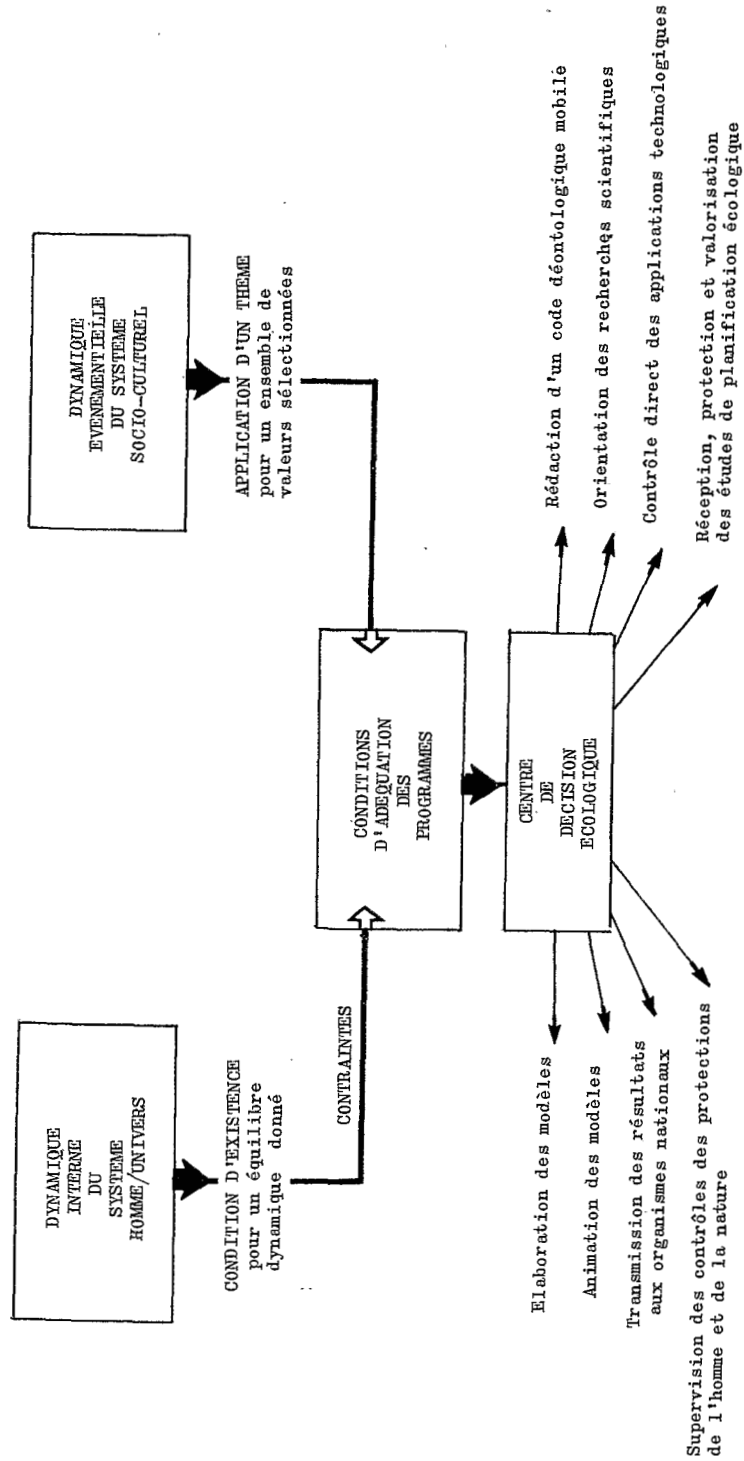 DYNAMIQUE
INTERNE
DU
SYSTEME
HOMME/UNIVERS
CONDITION D'EXISTENCE
pour un équilibre
dynamique donné
CONTRAINTES
DYNAMIQUE
EVENEMENTIELLE
DU SYSTEME
SOCIO-CULTUREL
APPLICATION D'UN THEME
pour un ensemble de
valeurs sélectionnées
CONDITIONS
D'ADEQUATION
DES
PROGRAMMES
CENTRE
DE
DECISION
ECOLOGIQUE
Elaboration des modèles
Animation des modèles
Transmission des résultats
aux organismes nationaux
Supervision des contrôles des protections
de l'homme et de la nature
Rédaction d'un code déontologique mobilé
Orientation des recherches scientifiques
Contrôle direct des applications technologiques
Réception, protection et valorisation
des études de planification écologique